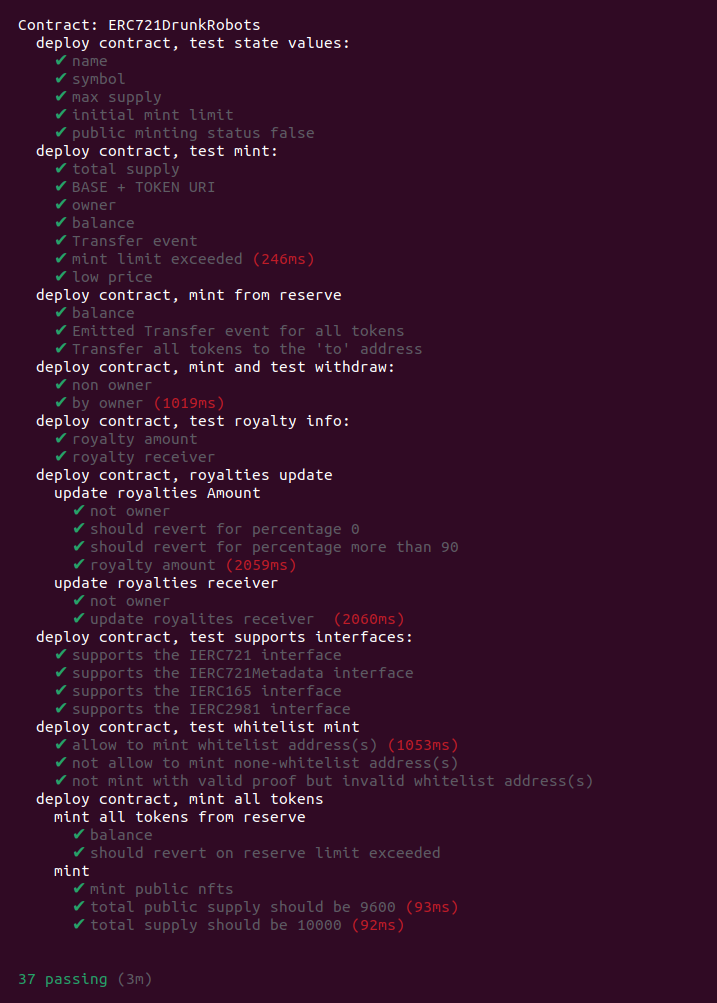 Contract: ERC721DrunkRobots
deploy contract, test state values:
✔ name
✔ symbol
✔ max supply
✔ initial mint limit
✔ public minting status false
deploy contract, test mint:
✔ total supply
✔ BASE + TOKEN URI
✔ owner
✔ balance
✔ Transfer event
✔ mint limit exceeded (246ms)
✔ low price
deploy contract, mint from reserve
✔ balance
✔ Emitted Transfer event for all tokens
✔ Transfer all tokens to the 'to' address
deploy contract, mint and test withdraw:
✔ non owner
✔ by owner (1019ms)
deploy contract, test royalty info:
✔ royalty amount
✔ royalty receiver
deploy contract, royalties update
update royalties Amount
✔ not owner
✔ should revert for percentage 0
✔ should revert for percentage more than 90
✔ royalty amount (2059ms)
update royalties receiver
✔ not owner
✔ update royalites receiver  (2060ms)
deploy contract, test supports interfaces:
✔ supports the IERC721 interface
✔ supports the IERC721Metadata interface
✔ supports the IERC165 interface
✔ supports the IERC2981 interface
deploy contract, test whitelist mint
✔ allow to mint whitelist address(s) (1053ms)
✔ not allow to mint none-whitelist address(s)
✔ not mint with valid proof but invalid whitelist address(s)
deploy contract, mint all tokens
mint all tokens from reserve
✔ balance
✔ should revert on reserve limit exceeded
mint
✔ mint public nfts
✔ total public supply should be 9600 (93ms)
✔ total supply should be 10000 (92ms)
37 passing (3m)